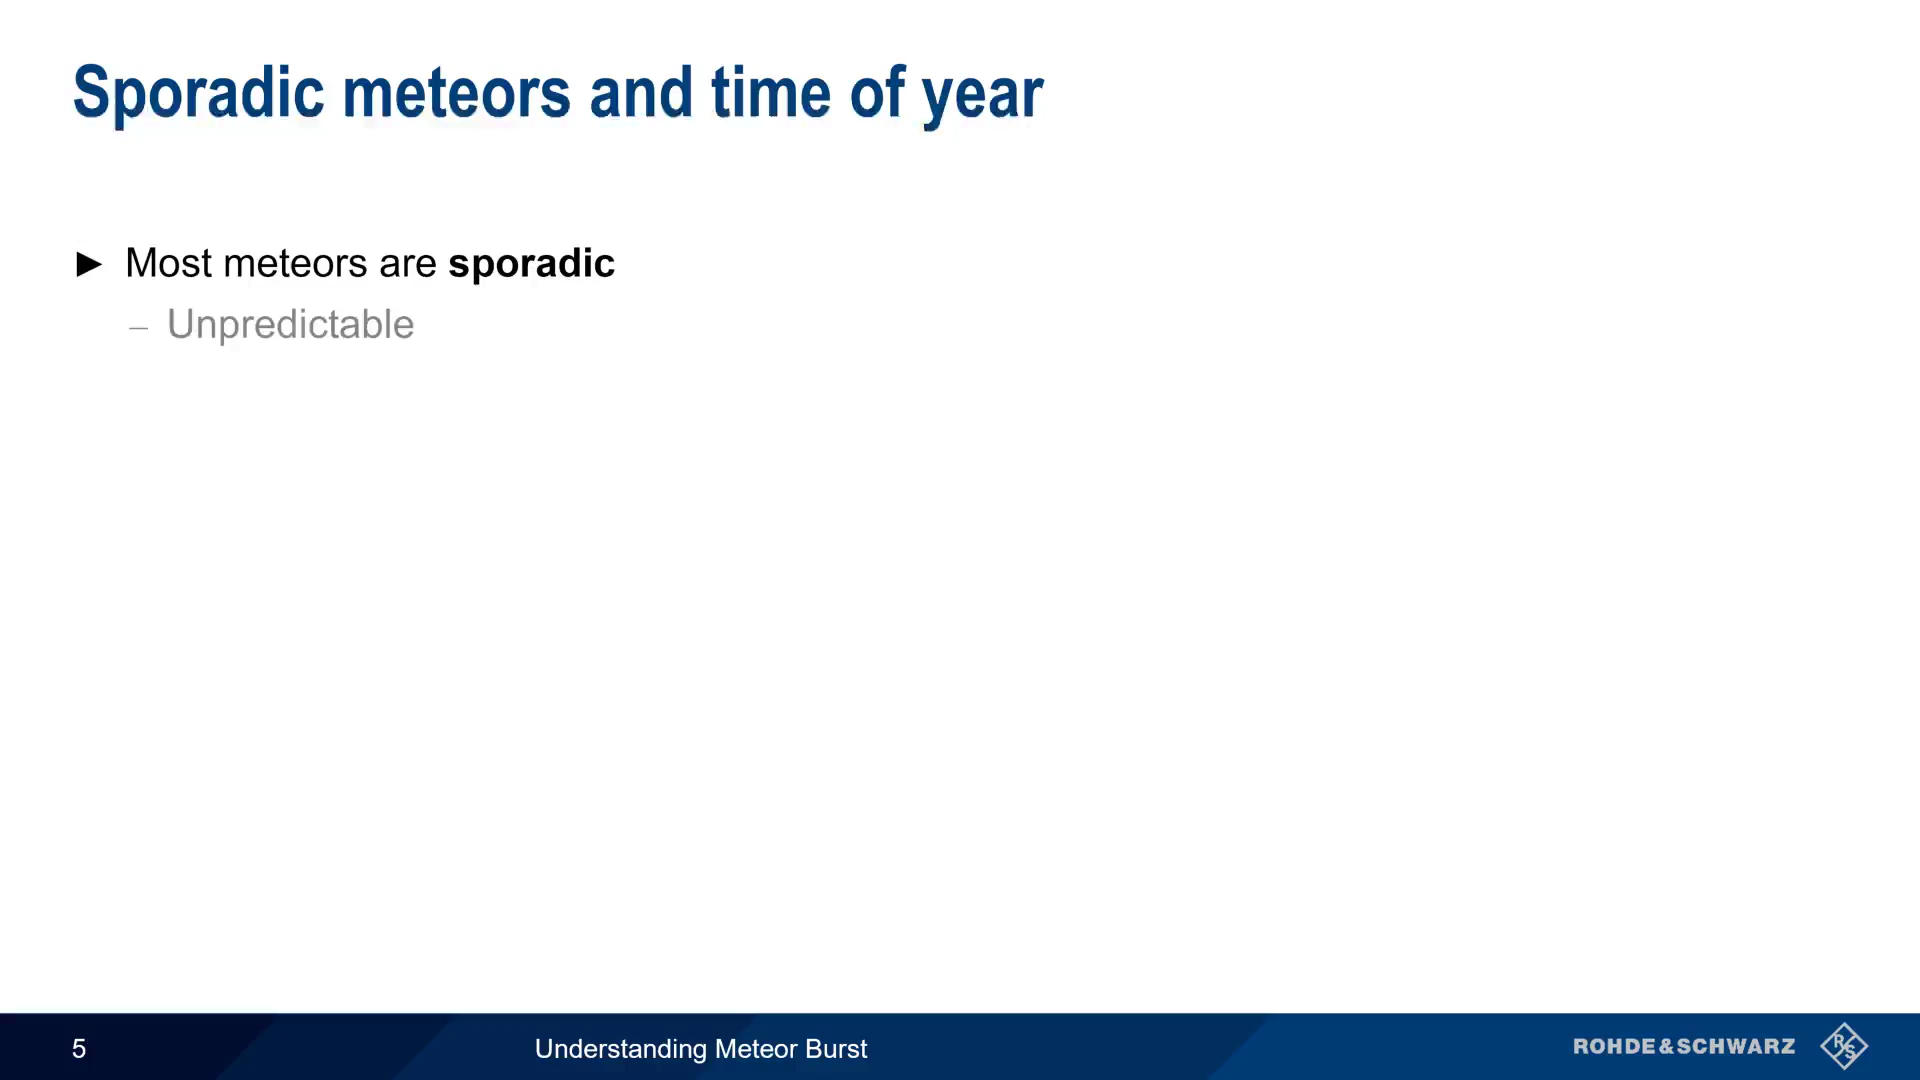 Sporadic meteors and time of year
► Most meteors are sporadic
– Unpredictable
5
Understanding Meteor Burst
ROHDE&SCHWARZ
R S